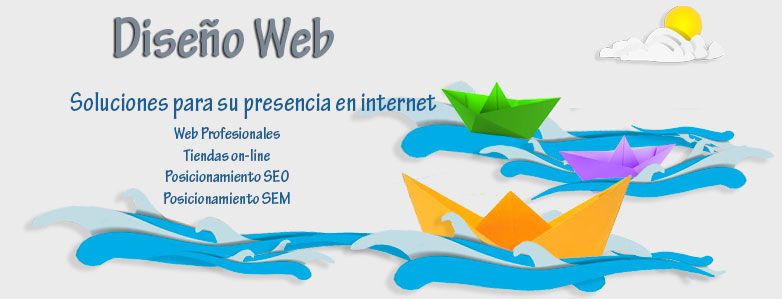 Diseño Web
Soluciones para su presencia en internet
Web Profesionales
Tiendas on-line
Posicionamiento SEO
Posicionamiento SEM